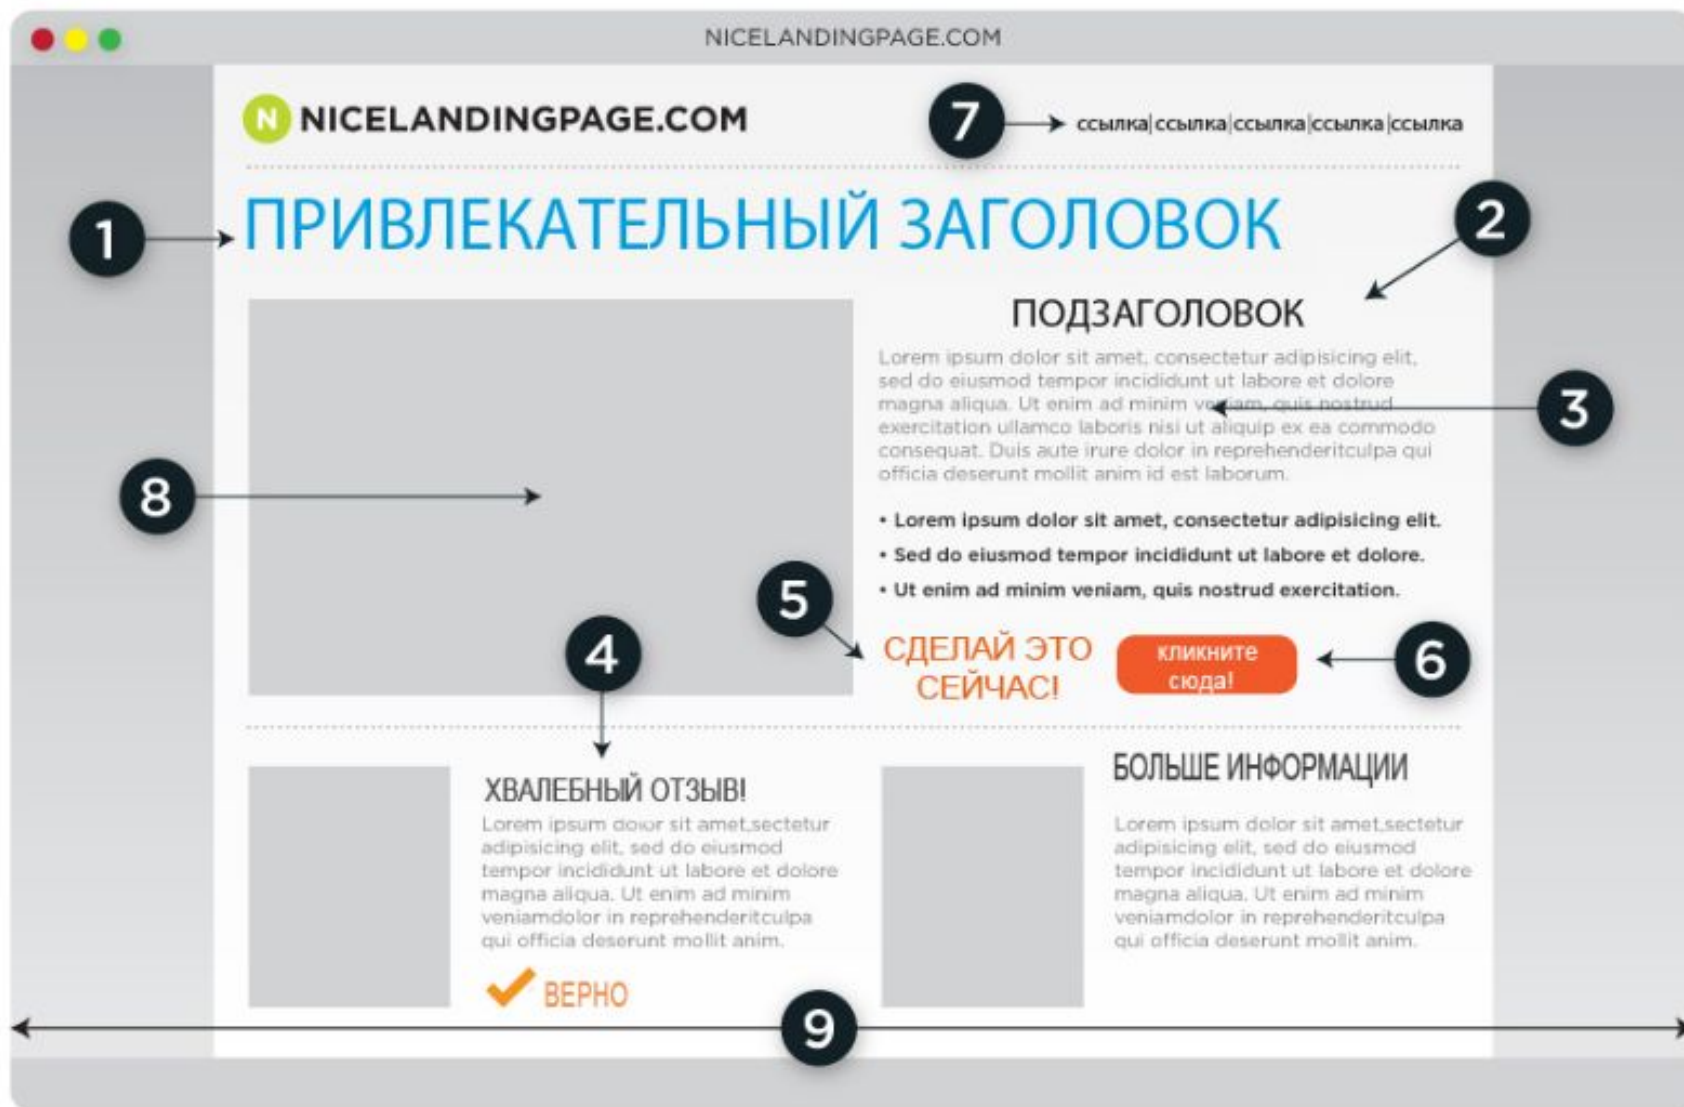 NICELANDINGPAGE.COM
N NICELANDINGPAGE.COM
7
ссылка|ссылка|ссылка|ссылка|ссылка
1
ПРИВЛЕКАТЕЛЬНЫЙ ЗАГОЛОВОК
2
ПОДЗАГОЛОВОК
Lorem ipsum dolor sit amet, consectetur adipisicing elit,
sed do eiusmod tempor incididunt ut labore et dolore
magna aliqua. Ut enim ad minim veniam, quis nostrud
exercitation ullamco laboris nisi ut aliquip ex ea commodo
consequat. Duis aute irure dolor in reprehenderitculpa qui
officia deserunt mollit anim id est laborum.
3
8
• Lorem ipsum dolor sit amet, consectetur adipisicing elit.
• Sed do eiusmod tempor incididunt ut labore et dolore.
• Ut enim ad minim veniam, quis nostrud exercitation.
5
СДЕЛАЙ ЭТО
СЕЙЧАС!
кликните
сюда!
6
4
ХВАЛЕБНЫЙ ОТЗЫВ!
Lorem ipsum dolor sit amet,sectetur
adipisicing elit, sed do eiusmod
tempor incididunt ut labore et dolore
magna aliqua. Ut enim ad minim
veniamdolor in reprehenderitculpa
qui officia deserunt mollit anim.
ВЕРНО
БОЛЬШЕ ИНФОРМАЦИИ
Lorem ipsum dolor sit amet,sectetur
adipisicing elit, sed do eiusmod
tempor incididunt ut labore et dolore
magna aliqua. Ut enim ad minim
veniamdolor in reprehenderitculpa
qui officia deserunt mollit anim.
9